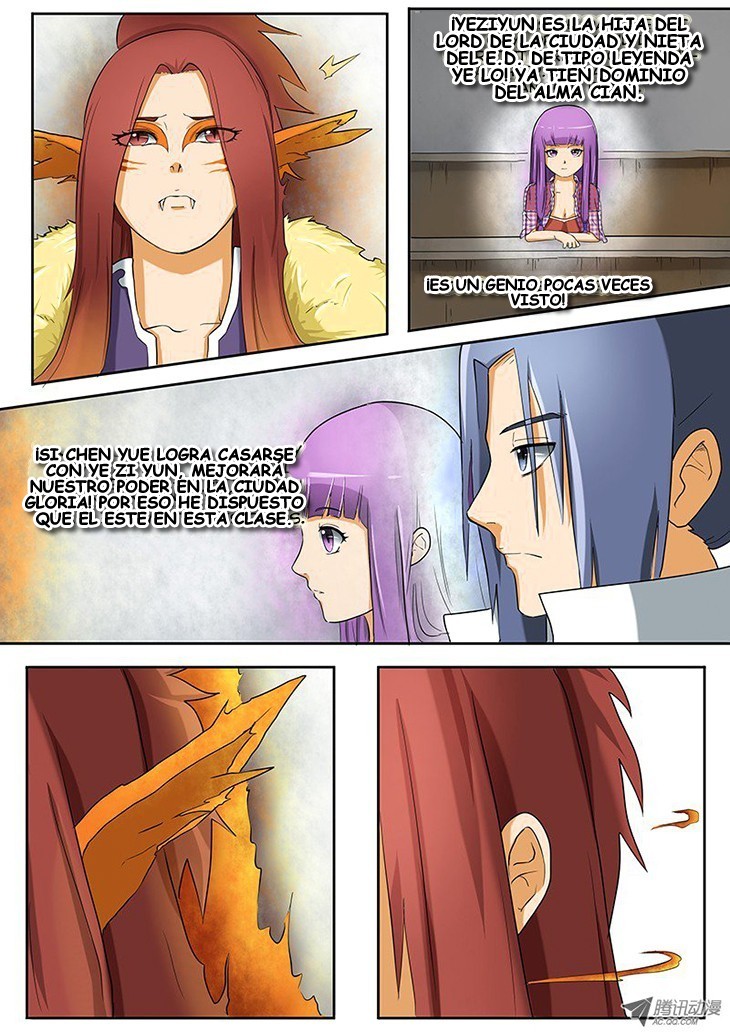 ¡YEZIYUN ES LA HIJA DEL
LORD DE LA CIUDAD Y NIETA
DEL E.D. DE TIPO LEYENDA
YE LO! YA TIEN DOMINIO
DEL ALMA CIAN.
¡ES UN GENIO POCAS VECES
VISTO!
¡SI CHEN YUE LOGRA CASARSE
CON YE ZI YUN, MEJORARA
NUESTRO PODER EN LA CIUDAD
GLORIA! POR ESO HE DISPUESTO
QUE EL ESTE EN ESTA CLASE.
腾讯动漫
AC.QQ.COM